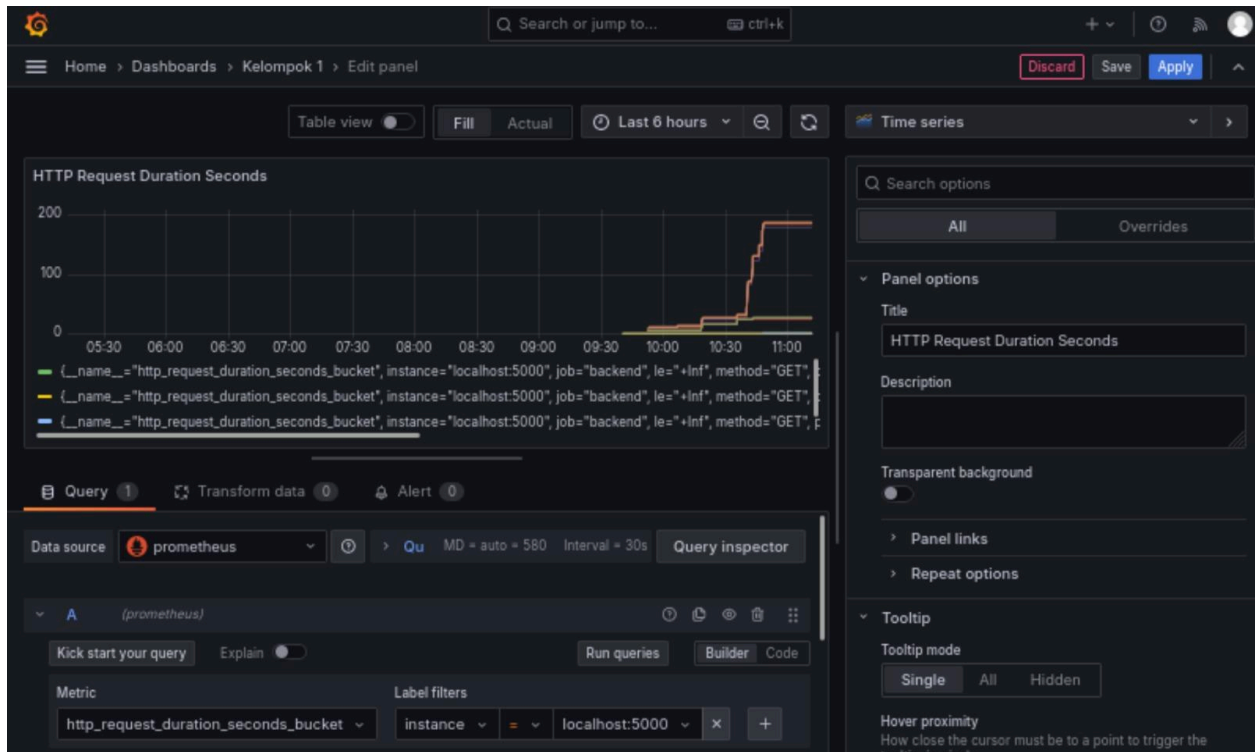 Search or jump to... ctrl+k
Home > Dashboards > Kelompok 1 > Edit panel
Discard Save Apply
Table view Fill Actual Last 6 hours
Time series
HTTP Request Duration Seconds
200
100
0
05:30 06:00 06:30 07:00 07:30 08:00 08:30 09:00 09:30 10:00 10:30 11:00
{__name__="http_request_duration_seconds_bucket", instance="localhost:5000", job="backend", le="+Inf", method="GET",
{__name__="http_request_duration_seconds_bucket", instance="localhost:5000", job="backend", le="+Inf", method="GET",
{__name__="http_request_duration_seconds_bucket", instance="localhost:5000", job="backend", le="+Inf", method="GET",
Query 1 Transform data 0 Alert 0
Data source prometheus Qu MD = auto = 580 Interval = 30s Query inspector
A (prometheus)
Kick start your query Explain Run queries Builder Code
Metric Label filters
http_request_duration_seconds_bucket instance = localhost:5000
Search options
All Overrides
Panel options
Title
HTTP Request Duration Seconds
Description
Transparent background
Panel links
Repeat options
Tooltip
Tooltip mode
Single All Hidden
Hover proximity
How close the cursor must be to a point to trigger the